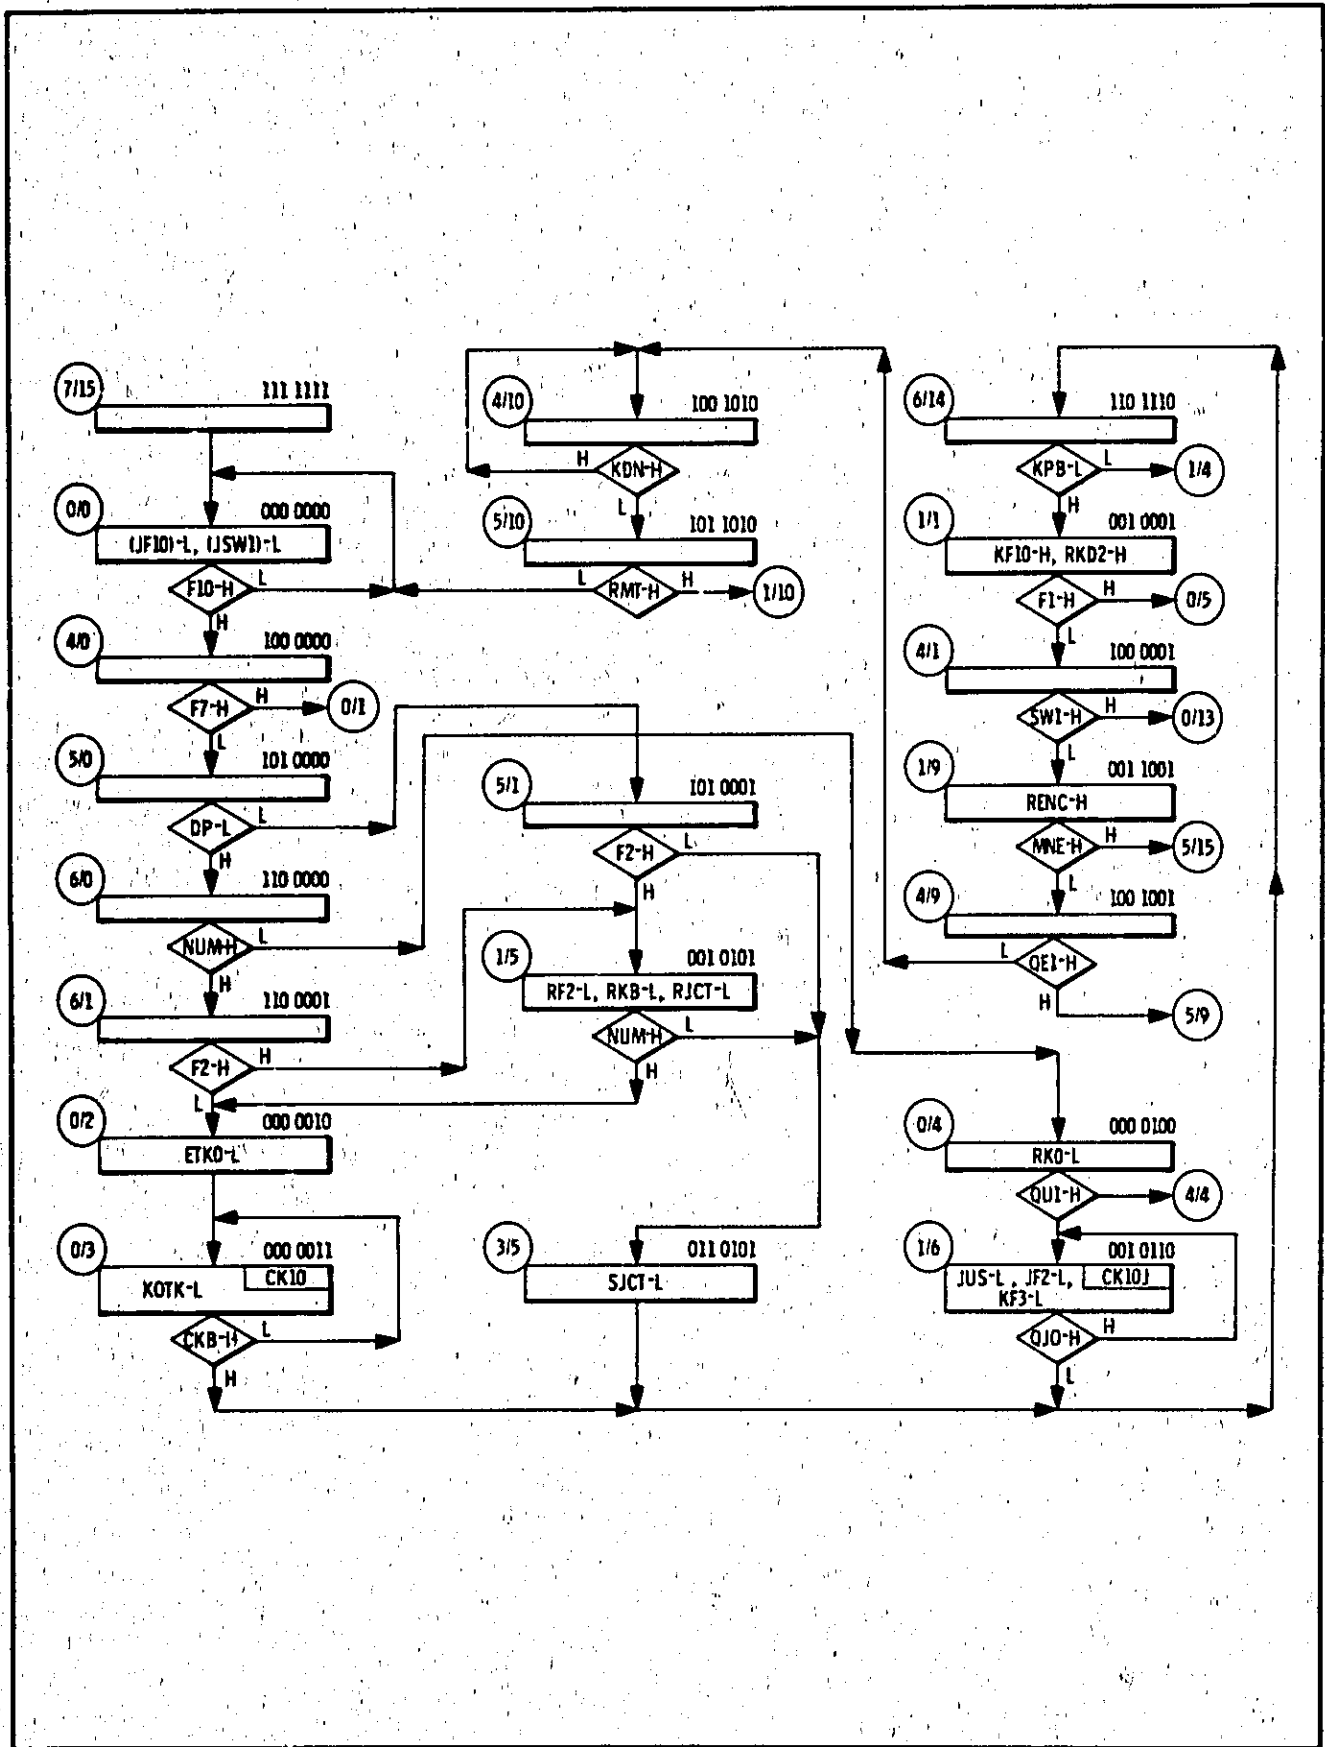 7/15
111 1111
0/0
000 0000
(JF10)-L, (JSW1)-L
F10-H
L
H
4/0
100 0000
F7-H
H
0/1
L
5/0
101 0000
DP-L
L
H
6/0
110 0000
NUM-H
L
H
6/1
110 0001
F2-H
H
L
0/2
000 0010
ETK0-L
0/3
000 0011
KOTK-L
CK10
CKB-H
L
H
4/10
100 1010
H
KDN-H
L
5/10
101 1010
L
RMT-H
H
1/10
5/1
101 0001
F2-H
L
H
1/5
001 0101
RF2-L, RKB-L, RJCT-L
NUM-H
L
H
3/5
011 0101
SJCT-L
6/14
110 1110
KPB-L
L
1/4
H
1/1
001 0001
KF10-H, RKD2-H
F1-H
H
0/5
L
4/1
100 0001
SW1-H
H
0/13
L
1/9
001 1001
RENC-H
MNE-H
H
5/15
L
4/9
100 1001
L
QE1-H
H
5/9
0/4
000 0100
RK0-L
QU1-H
4/4
1/6
001 0110
JUS-L, JF2-L,
KF3-L
CK10J
QJO-H
H
L